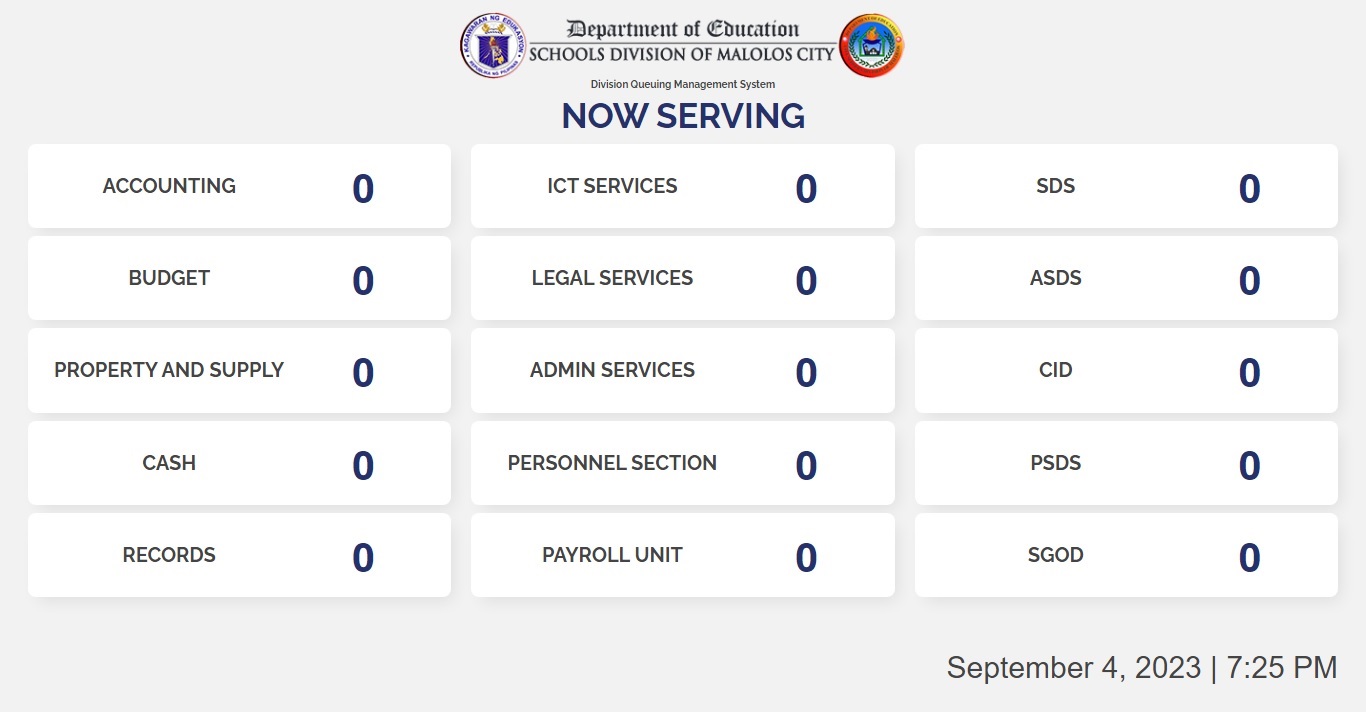 KAGAWARAN NG EDUKASYON
REPUBLIKA NG PILIPINAS
Department of Education
SCHOOLS DIVISION OF MALOLOS CITY
Division Queuing Management System
NOW SERVING
ACCOUNTING 0
ICT SERVICES 0
SDS 0
BUDGET 0
LEGAL SERVICES 0
ASDS 0
PROPERTY AND SUPPLY 0
ADMIN SERVICES 0
CID 0
CASH 0
PERSONNEL SECTION 0
PSDS 0
RECORDS 0
PAYROLL UNIT 0
SGOD 0
September 4, 2023 | 7:25 PM